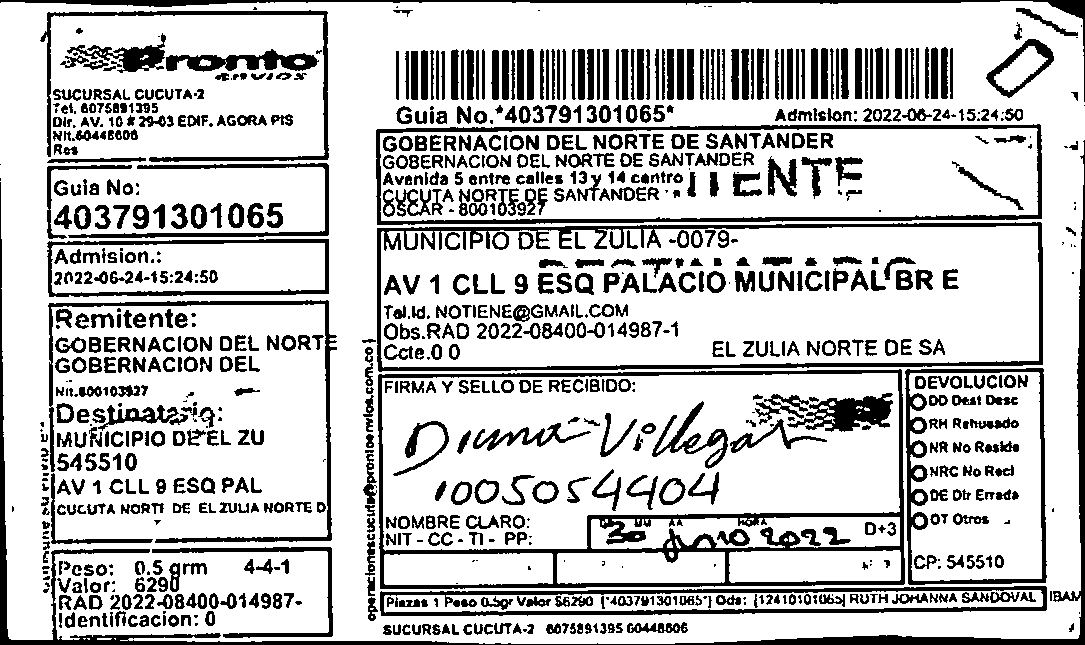 Pronto
ENVIOS
SUCURSAL CUCUTA-2
Tel. 6075891395
Dir. AV. 10 # 29-03 EDIF. AGORA PIS
Nit.60448606
Res
Guia No:
403791301065
Admision.:
2022-06-24-15:24:50
Remitente:
GOBERNACION DEL NORTE
GOBERNACION DEL
Nit.800103927
Destinatario:
MUNICIPIO DE EL ZU
545510
AV 1 CLL 9 ESQ PAL
CUCUTA NORTE DE EL ZULIA NORTE D
Peso: 0.5 grm 4-4-1
Valor: 6290
RAD 2022-08400-014987-
Identificacion: 0
Guia No.*403791301065* Admision: 2022-06-24-15:24:50
GOBERNACION DEL NORTE DE SANTANDER
GOBERNACION DEL NORTE DE SANTANDER
Avenida 5 entre calles 13 y 14 centro
CUCUTA NORTE DE SANTANDER
OSCAR - 800103927
ITENTE
MUNICIPIO DE EL ZULIA -0079-
AV 1 CLL 9 ESQ PALACIO MUNICIPAL BR E
Tel.Id. NOTIENE@GMAIL.COM
Obs.RAD 2022-08400-014987-1
Ccte.0 0 EL ZULIA NORTE DE SA
operacionescucuta@prontoenvios.com.co
FIRMA Y SELLO DE RECIBIDO:
Diana Villegas
1005054404
NOMBRE CLARO:
NIT - CC - TI - PP:
DD MM AA HORA
30 Junio 2022 D+3
DEVOLUCION
DD Dest Desc
RH Rehusado
NR No Reside
NRC No Recl
DE Dir Errada
OT Otros
CP: 545510
Piezas 1 Peso 0.5gr Valor $6290 [*403791301065*] Ods: [12410101065] RUTH JOHANNA SANDOVAL IBAM
SUCURSAL CUCUTA-2 6075891395 60448606